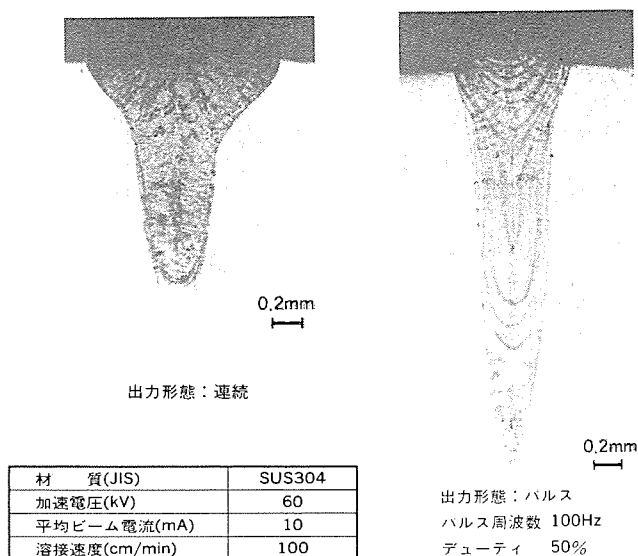 0.2mm
出力形態：連続
0.2mm
材　質(JIS) SUS304
加速電圧(kV) 60
平均ビーム電流(mA) 10
溶接速度(cm/min) 100
出力形態：パルス
パルス周波数 100Hz
デューティ 50%